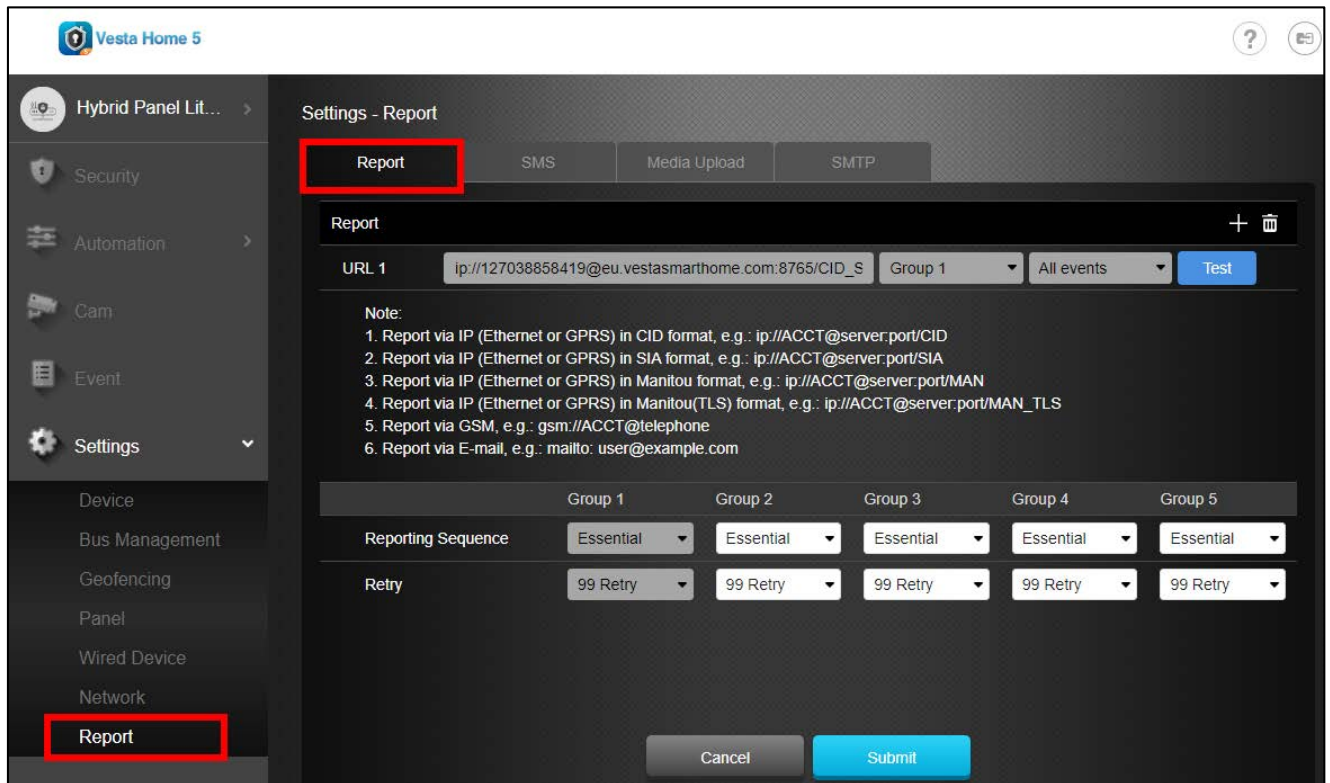 Vesta Home 5
?
Hybrid Panel Lit... >
Security
Automation >
Cam
Event
Settings
Device
Bus Management
Geofencing
Panel
Wired Device
Network
Report
Settings - Report
Report SMS Media Upload SMTP
Report +
URL 1 ip://127038858419@eu.vestasmarthome.com:8765/CID_S Group 1 All events Test
Note:
1. Report via IP (Ethernet or GPRS) in CID format, e.g.: ip://ACCT@server:port/CID
2. Report via IP (Ethernet or GPRS) in SIA format, e.g.: ip://ACCT@server:port/SIA
3. Report via IP (Ethernet or GPRS) in Manitou format, e.g.: ip://ACCT@server:port/MAN
4. Report via IP (Ethernet or GPRS) in Manitou(TLS) format, e.g.: ip://ACCT@server:port/MAN_TLS
5. Report via GSM, e.g.: gsm://ACCT@telephone
6. Report via E-mail, e.g.: mailto: user@example.com
Group 1 Group 2 Group 3 Group 4 Group 5
Reporting Sequence Essential Essential Essential Essential Essential
Retry 99 Retry 99 Retry 99 Retry 99 Retry 99 Retry
Cancel Submit